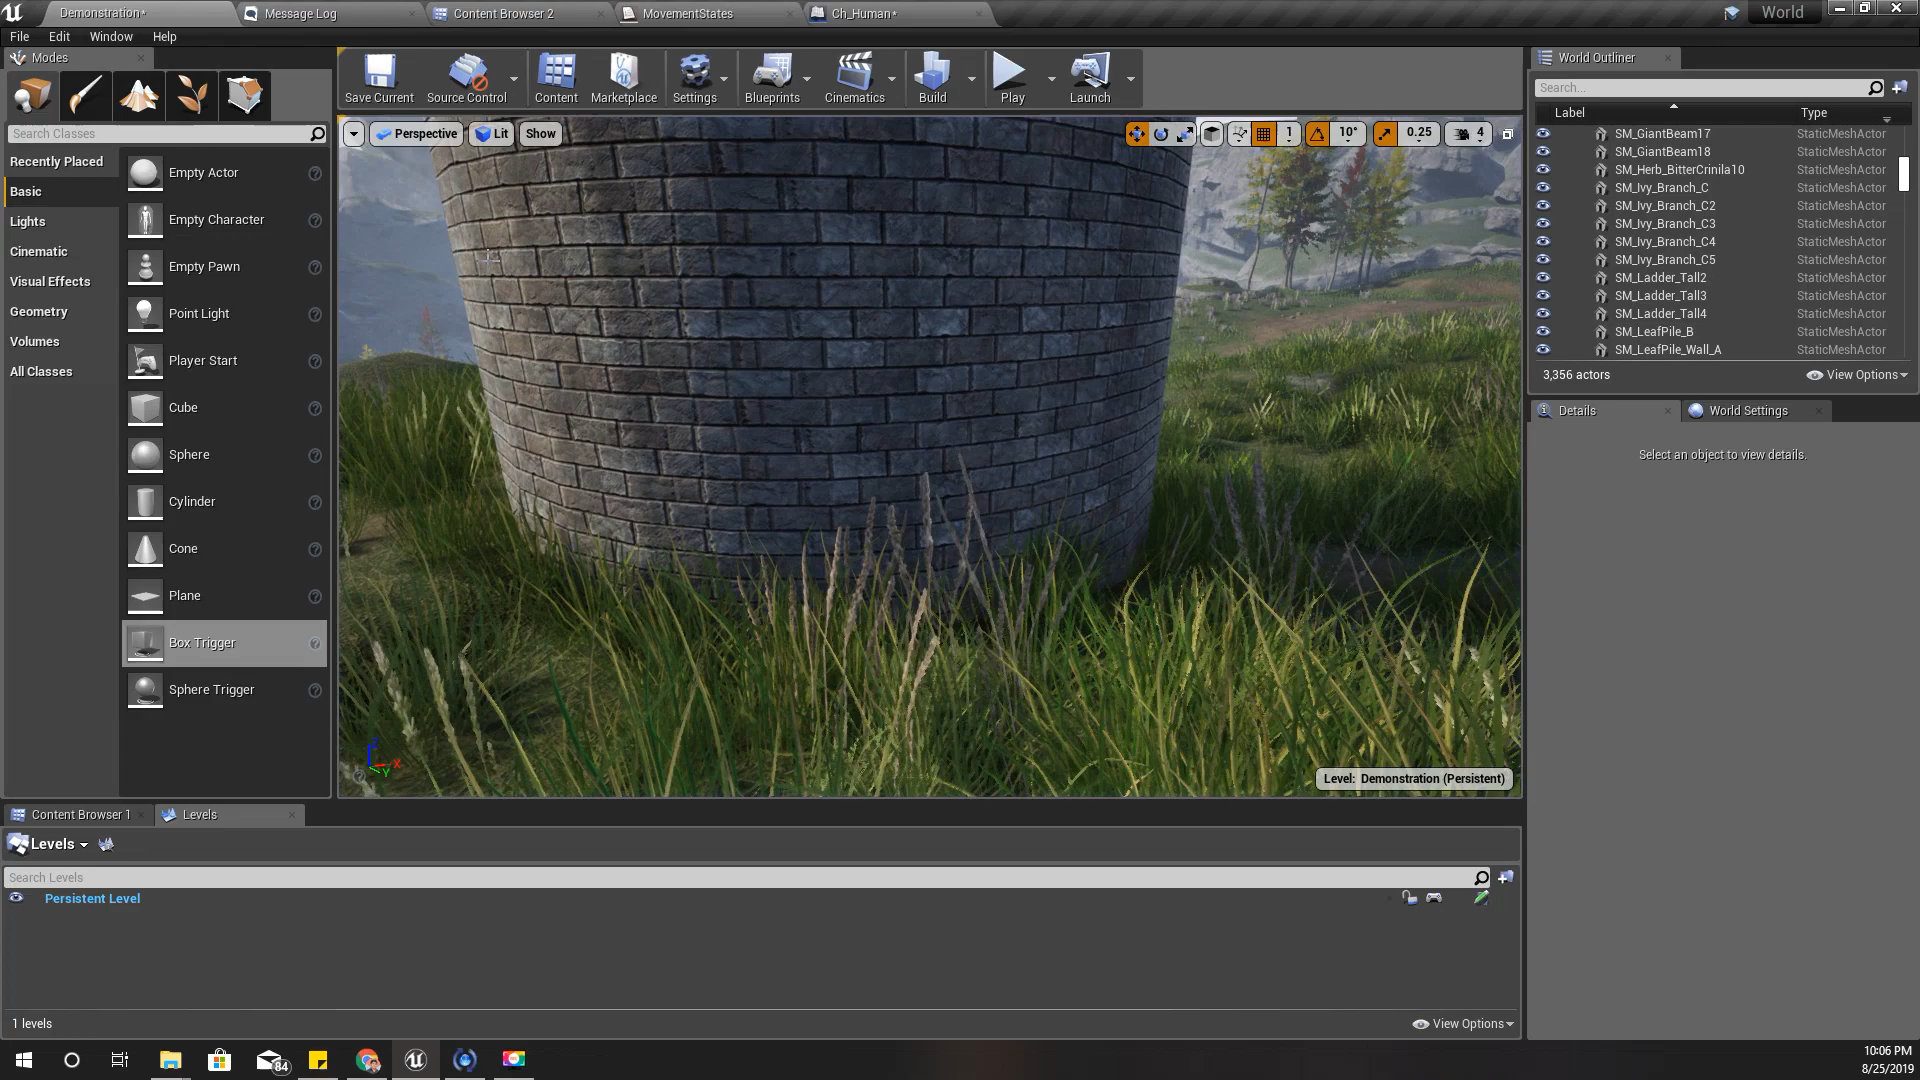 Demonstration*
Message Log
Content Browser 2
MovementStates
Ch_Human*
World
File Edit Window Help
Modes
Search Classes
Recently Placed
Basic
Lights
Cinematic
Visual Effects
Geometry
Volumes
All Classes
Empty Actor
Empty Character
Empty Pawn
Point Light
Player Start
Cube
Sphere
Cylinder
Cone
Plane
Box Trigger
Sphere Trigger
Save Current
Source Control
Content
Marketplace
Settings
Blueprints
Cinematics
Build
Play
Launch
Perspective
Lit
Show
1
10°
0.25
4
X
Y
Z
Level: Demonstration (Persistent)
World Outliner
Search...
Label Type
SM_GiantBeam17 StaticMeshActor
SM_GiantBeam18 StaticMeshActor
SM_Herb_BitterCrinila10 StaticMeshActor
SM_Ivy_Branch_C StaticMeshActor
SM_Ivy_Branch_C2 StaticMeshActor
SM_Ivy_Branch_C3 StaticMeshActor
SM_Ivy_Branch_C4 StaticMeshActor
SM_Ivy_Branch_C5 StaticMeshActor
SM_Ladder_Tall2 StaticMeshActor
SM_Ladder_Tall3 StaticMeshActor
SM_Ladder_Tall4 StaticMeshActor
SM_LeafPile_B StaticMeshActor
SM_LeafPile_Wall_A StaticMeshActor
3,356 actors
View Options
Details
World Settings
Select an object to view details.
Content Browser 1
Levels
Levels
Search Levels
Persistent Level
1 levels
View Options
84
10:06 PM
8/25/2019